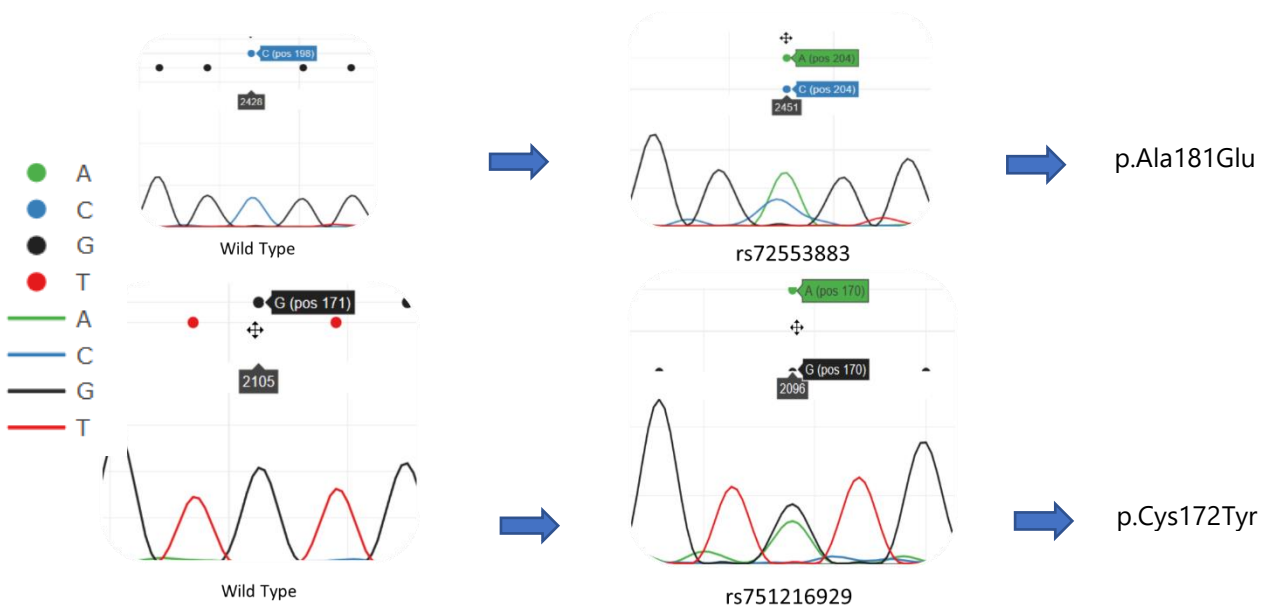 C (pos 198)
2428
Wild Type
A (pos 204)
C (pos 204)
2451
rs72553883
p.Ala181Glu
A
C
G
T
A
C
G
T
G (pos 171)
2105
Wild Type
A (pos 170)
G (pos 170)
2096
rs751216929
p.Cys172Tyr